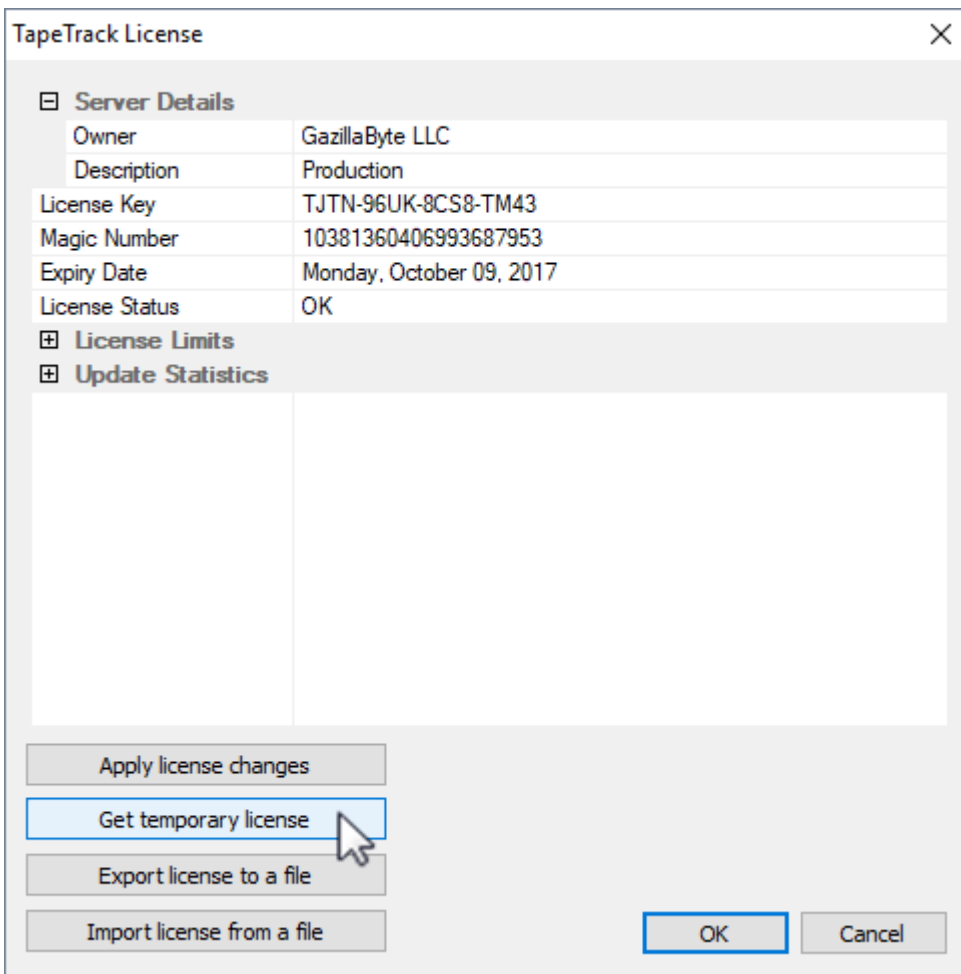 TapeTrack License
Server Details
Owner GazillaByte LLC
Description Production
License Key TJTN-96UK-8CS8-TM43
Magic Number 10381360406993687953
Expiry Date Monday, October 09, 2017
License Status OK
License Limits
Update Statistics
Apply license changes
Get temporary license
Export license to a file
Import license from a file OK Cancel